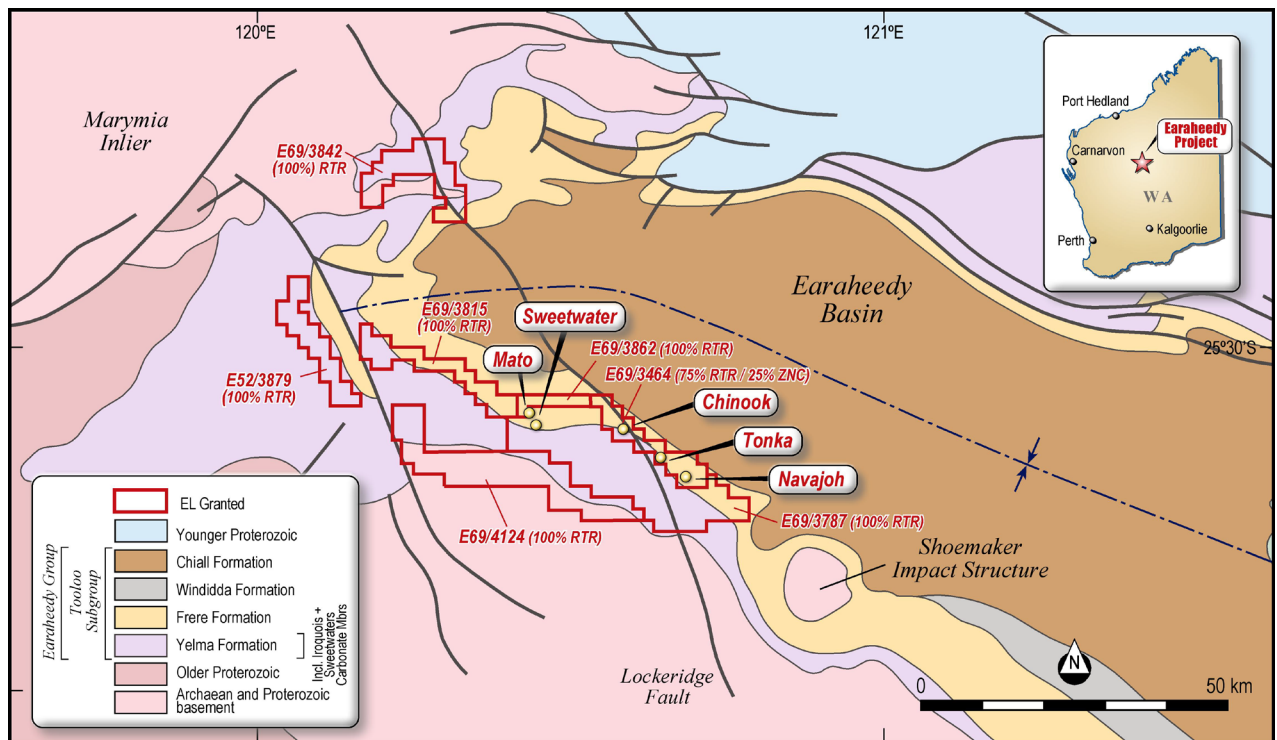 120ºE
121ºE
Marymia
Inlier
E69/3842
(100%) RTR
Port Hedland
Earaheedy
Project
Carnarvon
WA
Perth
Kalgoorlie
Earaheedy
Basin
E69/3815
(100% RTR)
Sweetwater
Mato
E69/3862 (100% RTR)
25º30'S
E69/3464 (75% RTR / 25% ZNC)
E52/3879
(100% RTR)
Chinook
Tonka
Navajoh
E69/3787 (100% RTR)
E69/4124 (100% RTR)
Shoemaker
Impact Structure
Lockeridge
Fault
N
0
50 km
EL Granted
Younger Proterozoic
Chiall Formation
Windidda Formation
Frere Formation
Yelma Formation
Older Proterozoic
Archaean and Proterozoic
basement
Earaheedy Group
Tooloo
Subgroup
Incl. Iroquois +
Sweetwaters
Carbonate Mbrs